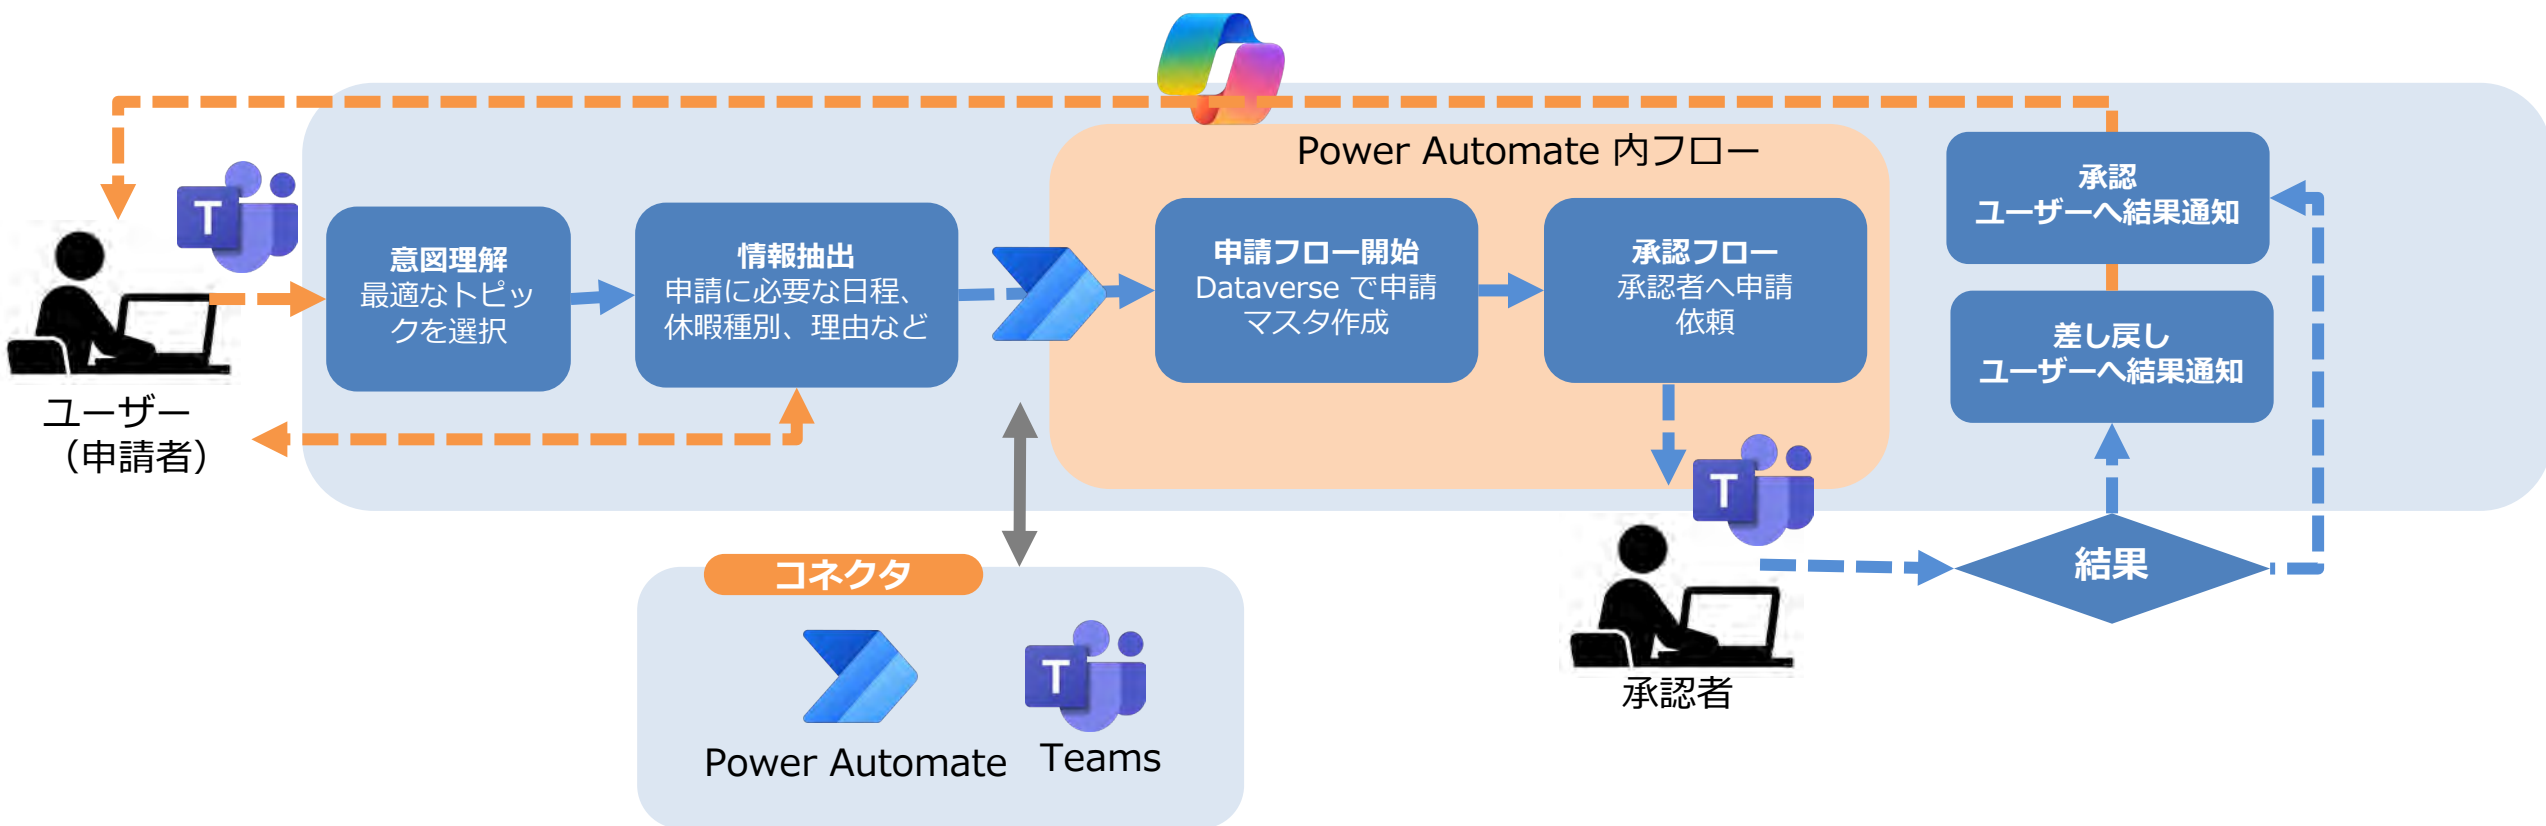 Power Automate 内フロー
T
意図理解
最適なトピッ
クを選択
情報抽出
申請に必要な日程、
休暇種別、理由など
申請フロー開始
Dataverse で申請
マスタ作成
承認フロー
承認者へ申請
依頼
承認
ユーザーへ結果通知
差し戻し
ユーザーへ結果通知
ユーザー
（申請者）
T
結果
承認者
コネクタ
T
Power Automate
Teams